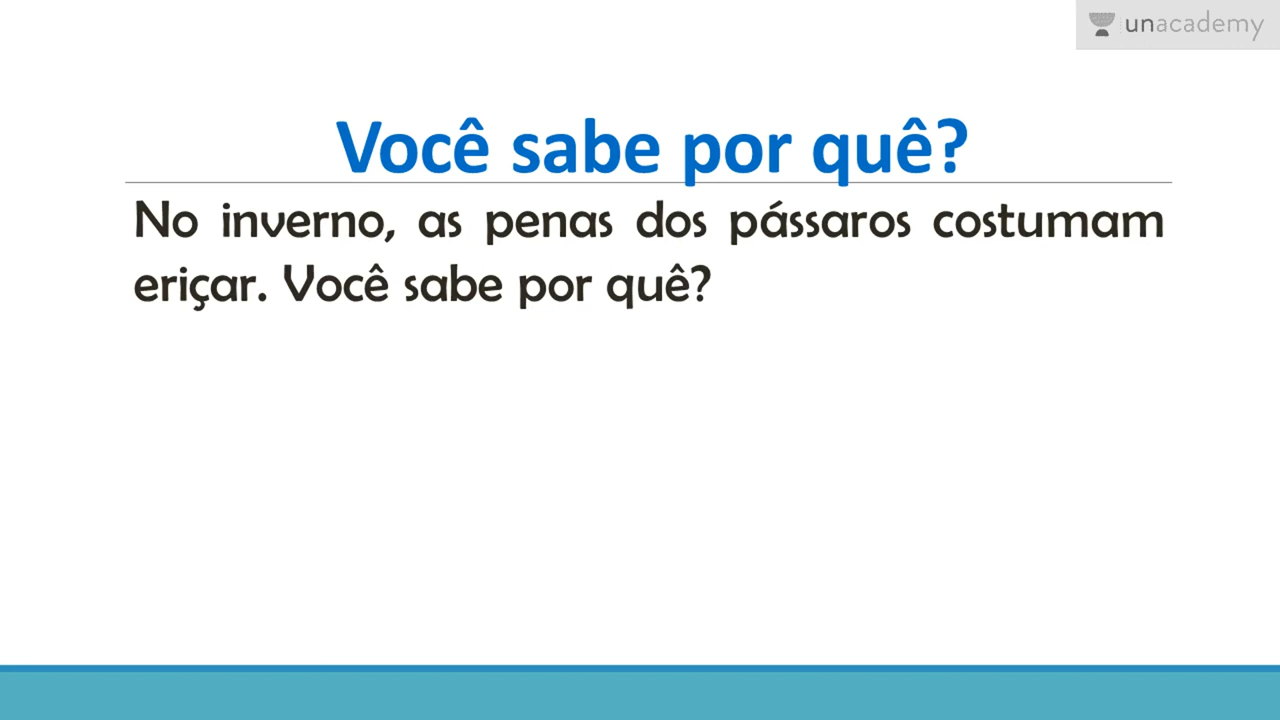 unacademy
Você sabe por quê?
No inverno, as penas dos pássaros costumam
eriçar. Você sabe por quê?